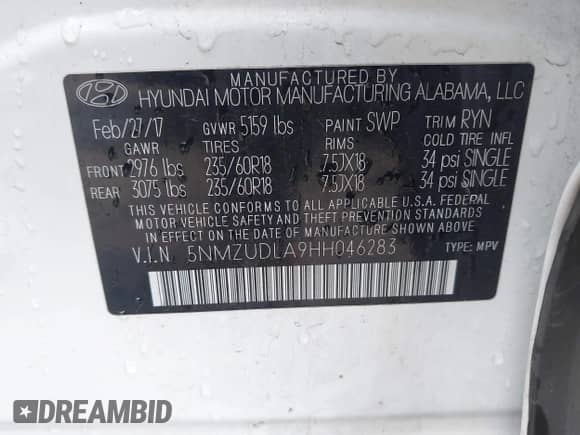 MANUFACTURED BY
HYUNDAI MOTOR MANUFACTURING ALABAMA, LLC
Feb/27/17 GVWR 5159 lbs PAINT SWP TRIM RYN
GAWR TIRES RIMS COLD TIRE INFL
FRONT 2976 lbs 235/60R18 7.5JX18 34 psi SINGLE
REAR 3075 lbs 235/60R18 7.5JX18 34 psi SINGLE
THIS VEHICLE CONFORMS TO ALL APPLICABLE U.S.A. FEDERAL
MOTOR VEHICLE SAFETY AND THEFT PREVENTION STANDARDS
IN EFFECT ON THE DATE OF MANUFACTURE SHOWN ABOVE.
V.I.N 5NMZUDLA9HH046283 TYPE: MPV
DREAMBID